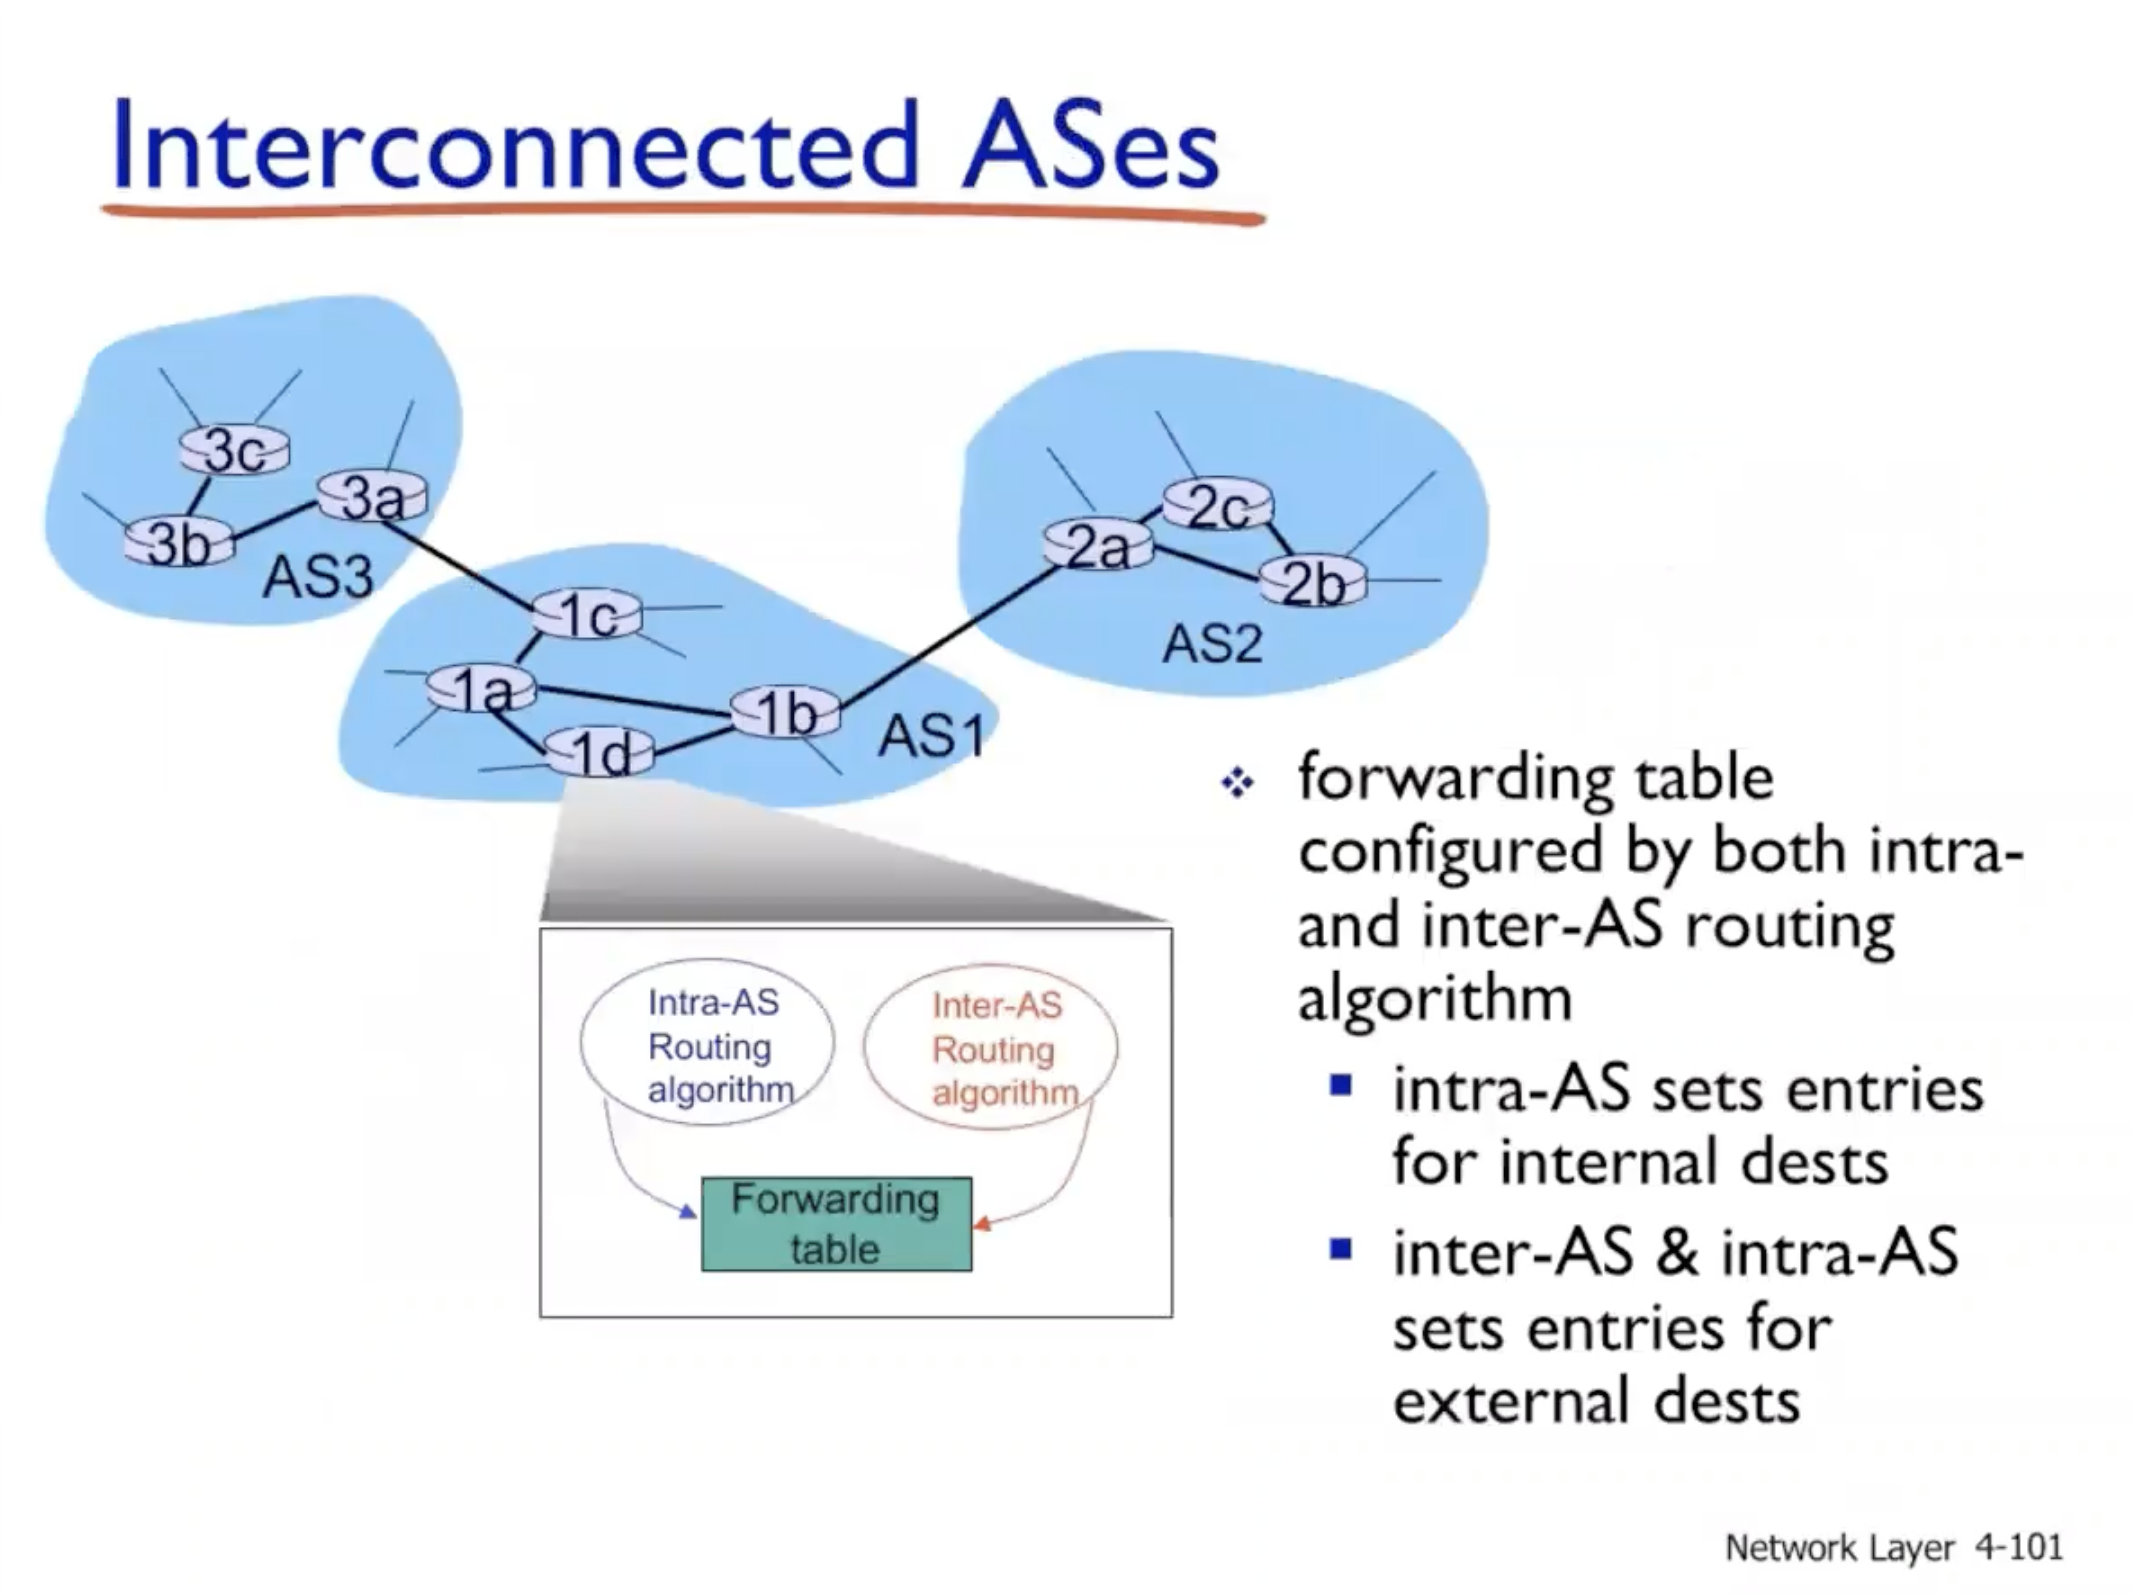 Interconnected ASes
3c
3a
3b
AS3
1c
1a
1b
1d
AS1
2c
2a
2b
AS2
Intra-AS
Routing
algorithm
Inter-AS
Routing
algorithm
Forwarding
table
forwarding table
configured by both intra-
and inter-AS routing
algorithm
intra-AS sets entries
for internal dests
inter-AS & intra-AS
sets entries for
external dests
Network Layer 4-101